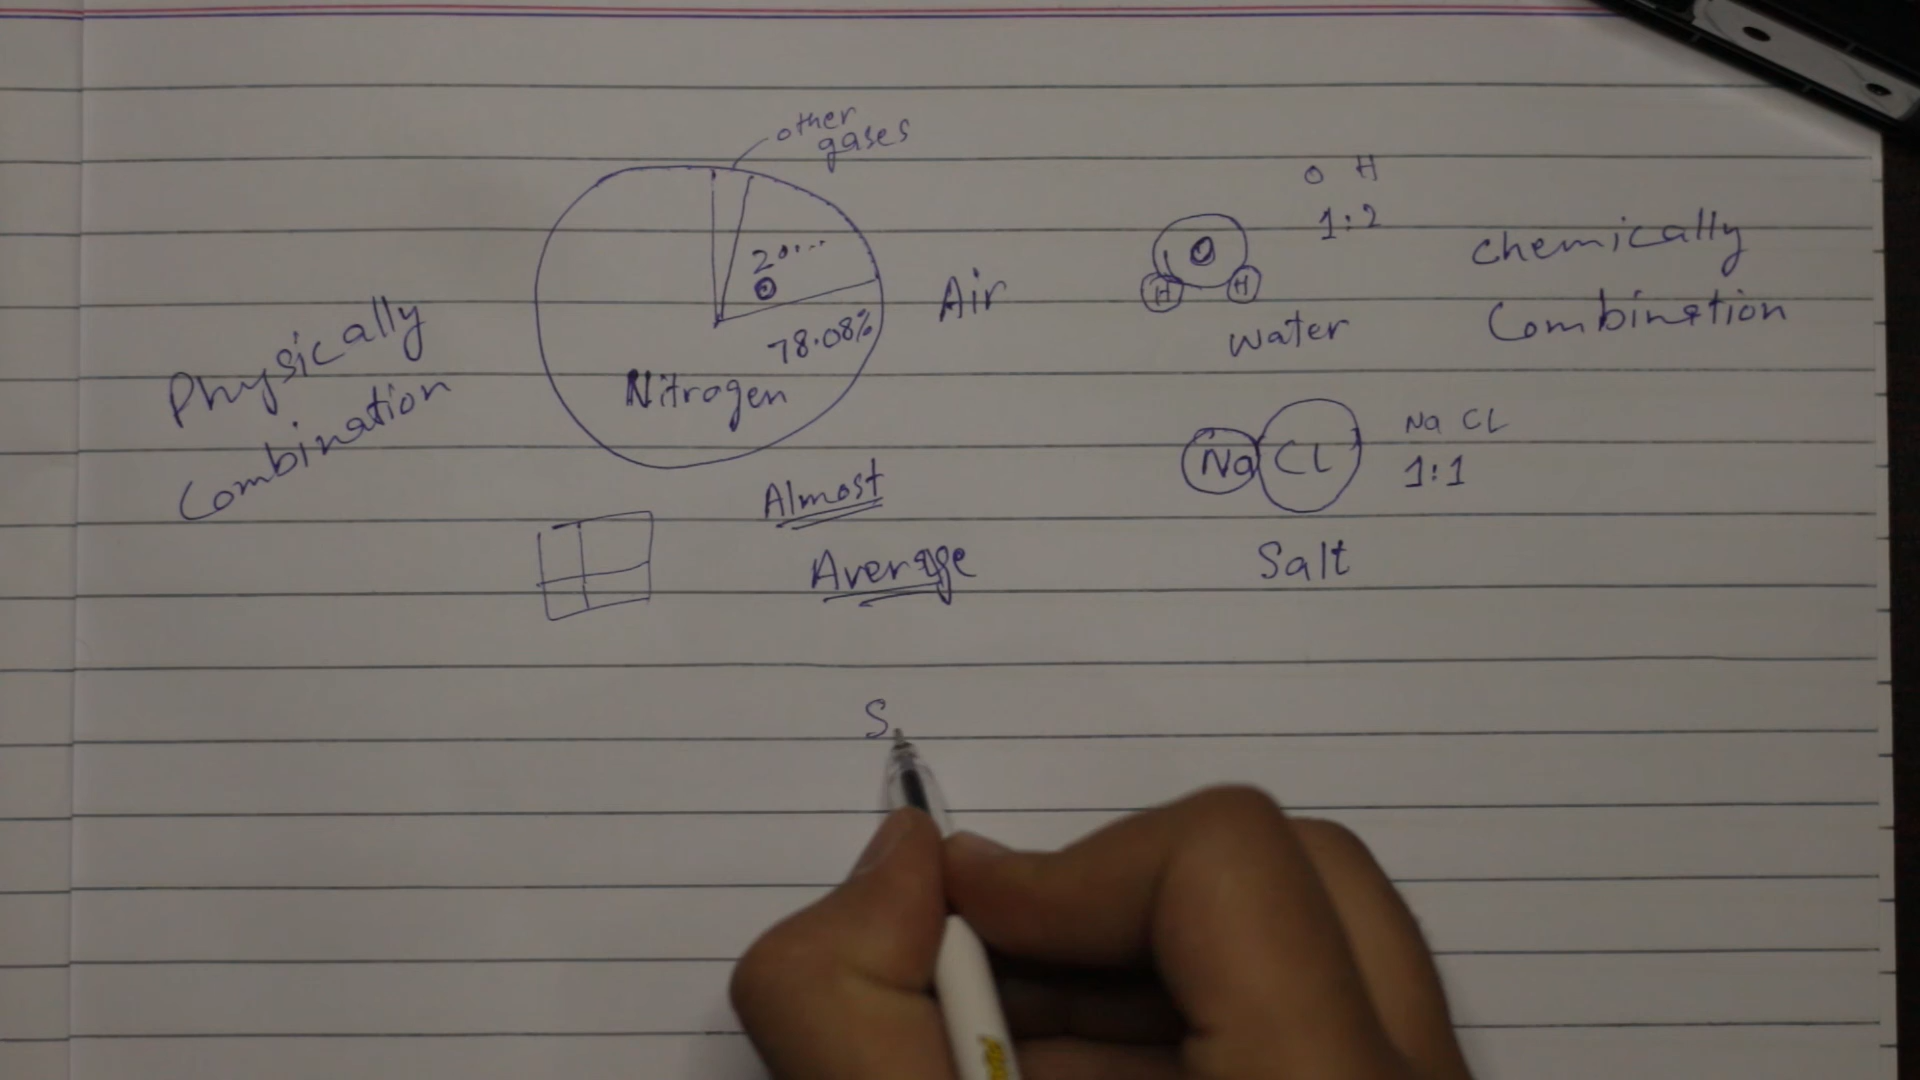 other
gases
20...
O
78.08%
Nitrogen
Air
Physically
Combination
Almost
Average
O H
1:2
O
H H
Water
Chemically
Combination
Na Cl
Na CL
1:1
Salt
S